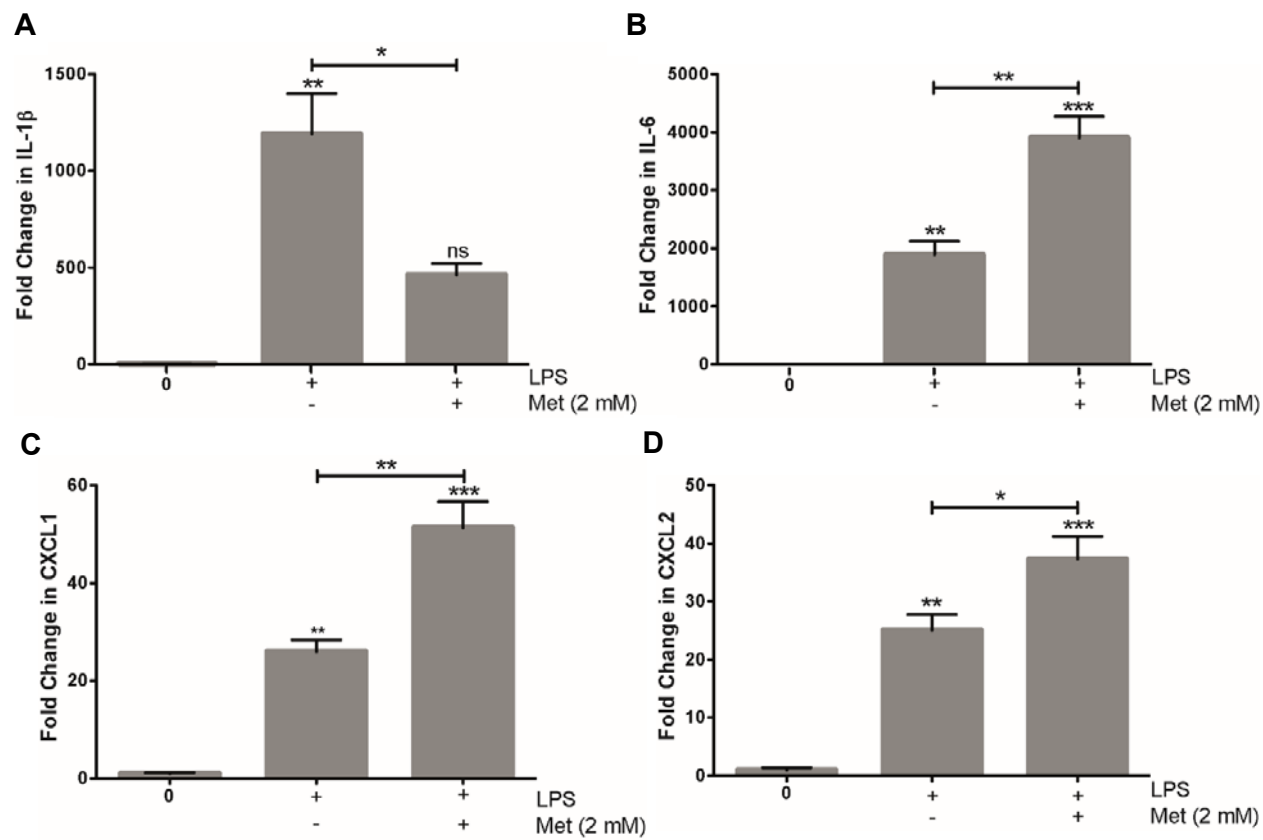 A
*
1500
**
1000
500
ns
0
Fold Change in IL-1β
0 + + LPS
- + Met (2 mM)
B
**
5000
***
4000
3000
2000
**
1000
0
Fold Change in IL-6
0 + + LPS
- + Met (2 mM)
C
**
60
***
40
**
20
0
Fold Change in CXCL1
0 + + LPS
- + Met (2 mM)
D
*
50
***
40
30
**
20
10
0
Fold Change in CXCL2
0 + + LPS
- + Met (2 mM)